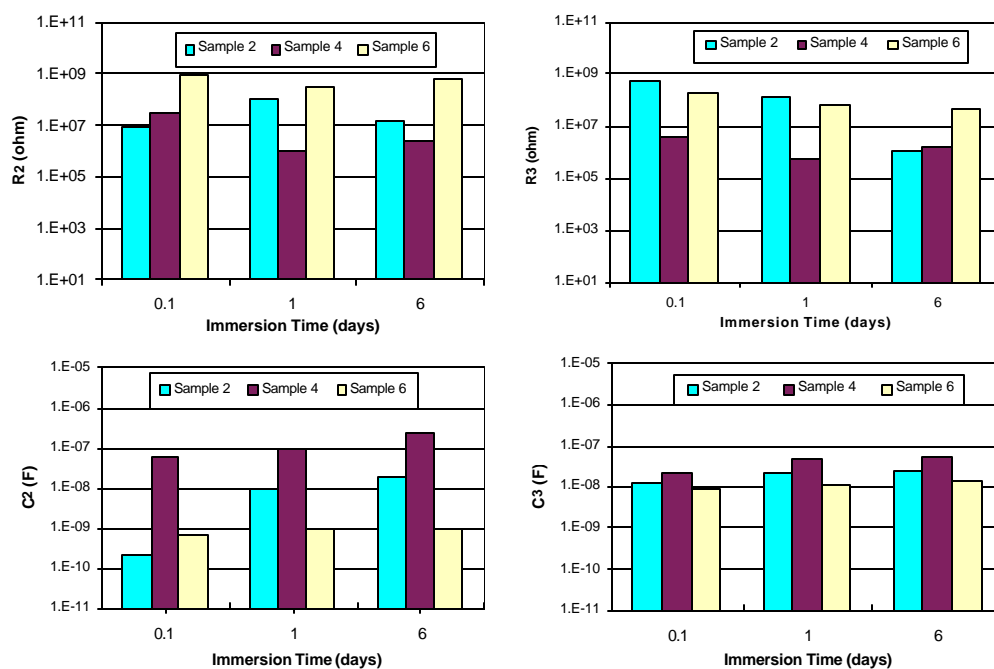 1.E+11
Sample 2 Sample 4 Sample 6
1.E+09
1.E+07
1.E+05
1.E+03
1.E+01
R2 (ohm)
0.1 1 6
Immersion Time (days)
1.E+11
Sample 2 Sample 4 Sample 6
1.E+09
1.E+07
1.E+05
1.E+03
1.E+01
R3 (ohm)
0.1 1 6
Immersion Time (days)
1.E-05
Sample 2 Sample 4 Sample 6
1.E-06
1.E-07
1.E-08
1.E-09
1.E-10
1.E-11
C2 (F)
0.1 1 6
Immersion Time (days)
1.E-05
Sample 2 Sample 4 Sample 6
1.E-06
1.E-07
1.E-08
1.E-09
1.E-10
1.E-11
C3 (F)
0.1 1 6
Immersion Time (days)